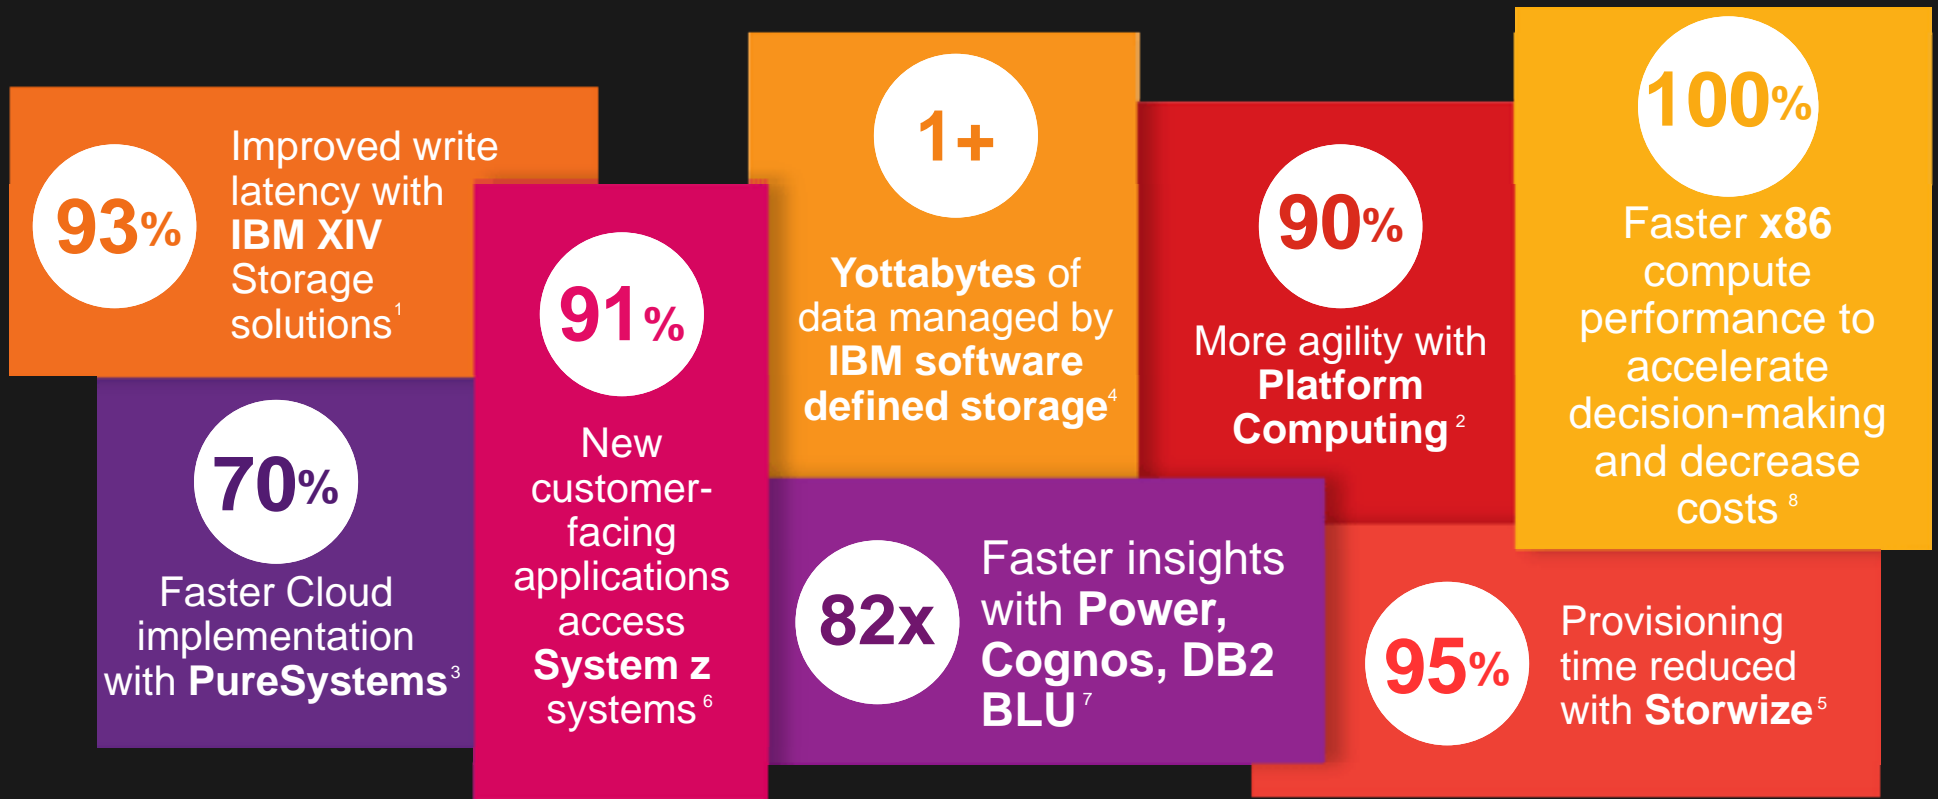 93%
Improved write
latency with
IBM XIV
Storage
solutions1
70%
Faster Cloud
implementation
with PureSystems3
91%
New
customer-
facing
applications
access
System z
systems6
1+
Yottabytes of
data managed by
IBM software
defined storage4
82x
Faster insights
with Power,
Cognos, DB2
BLU7
90%
More agility with
Platform
Computing2
100%
Faster x86
compute
performance to
accelerate
decision-making
and decrease
costs8
95%
Provisioning
time reduced
with Storwize5